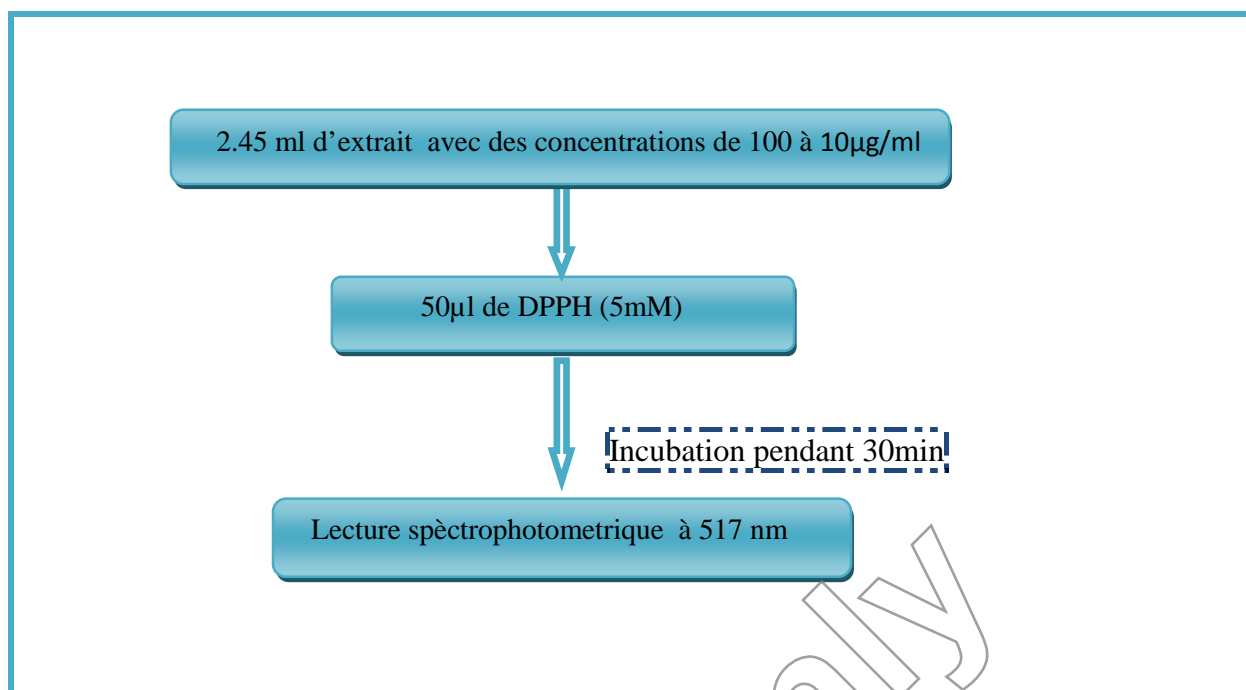 2.45 ml d’extrait avec des concentrations de 100 à 10µg/ml
50µl de DPPH (5mM)
Incubation pendant 30min
Lecture spèctrophotometrique à 517 nm